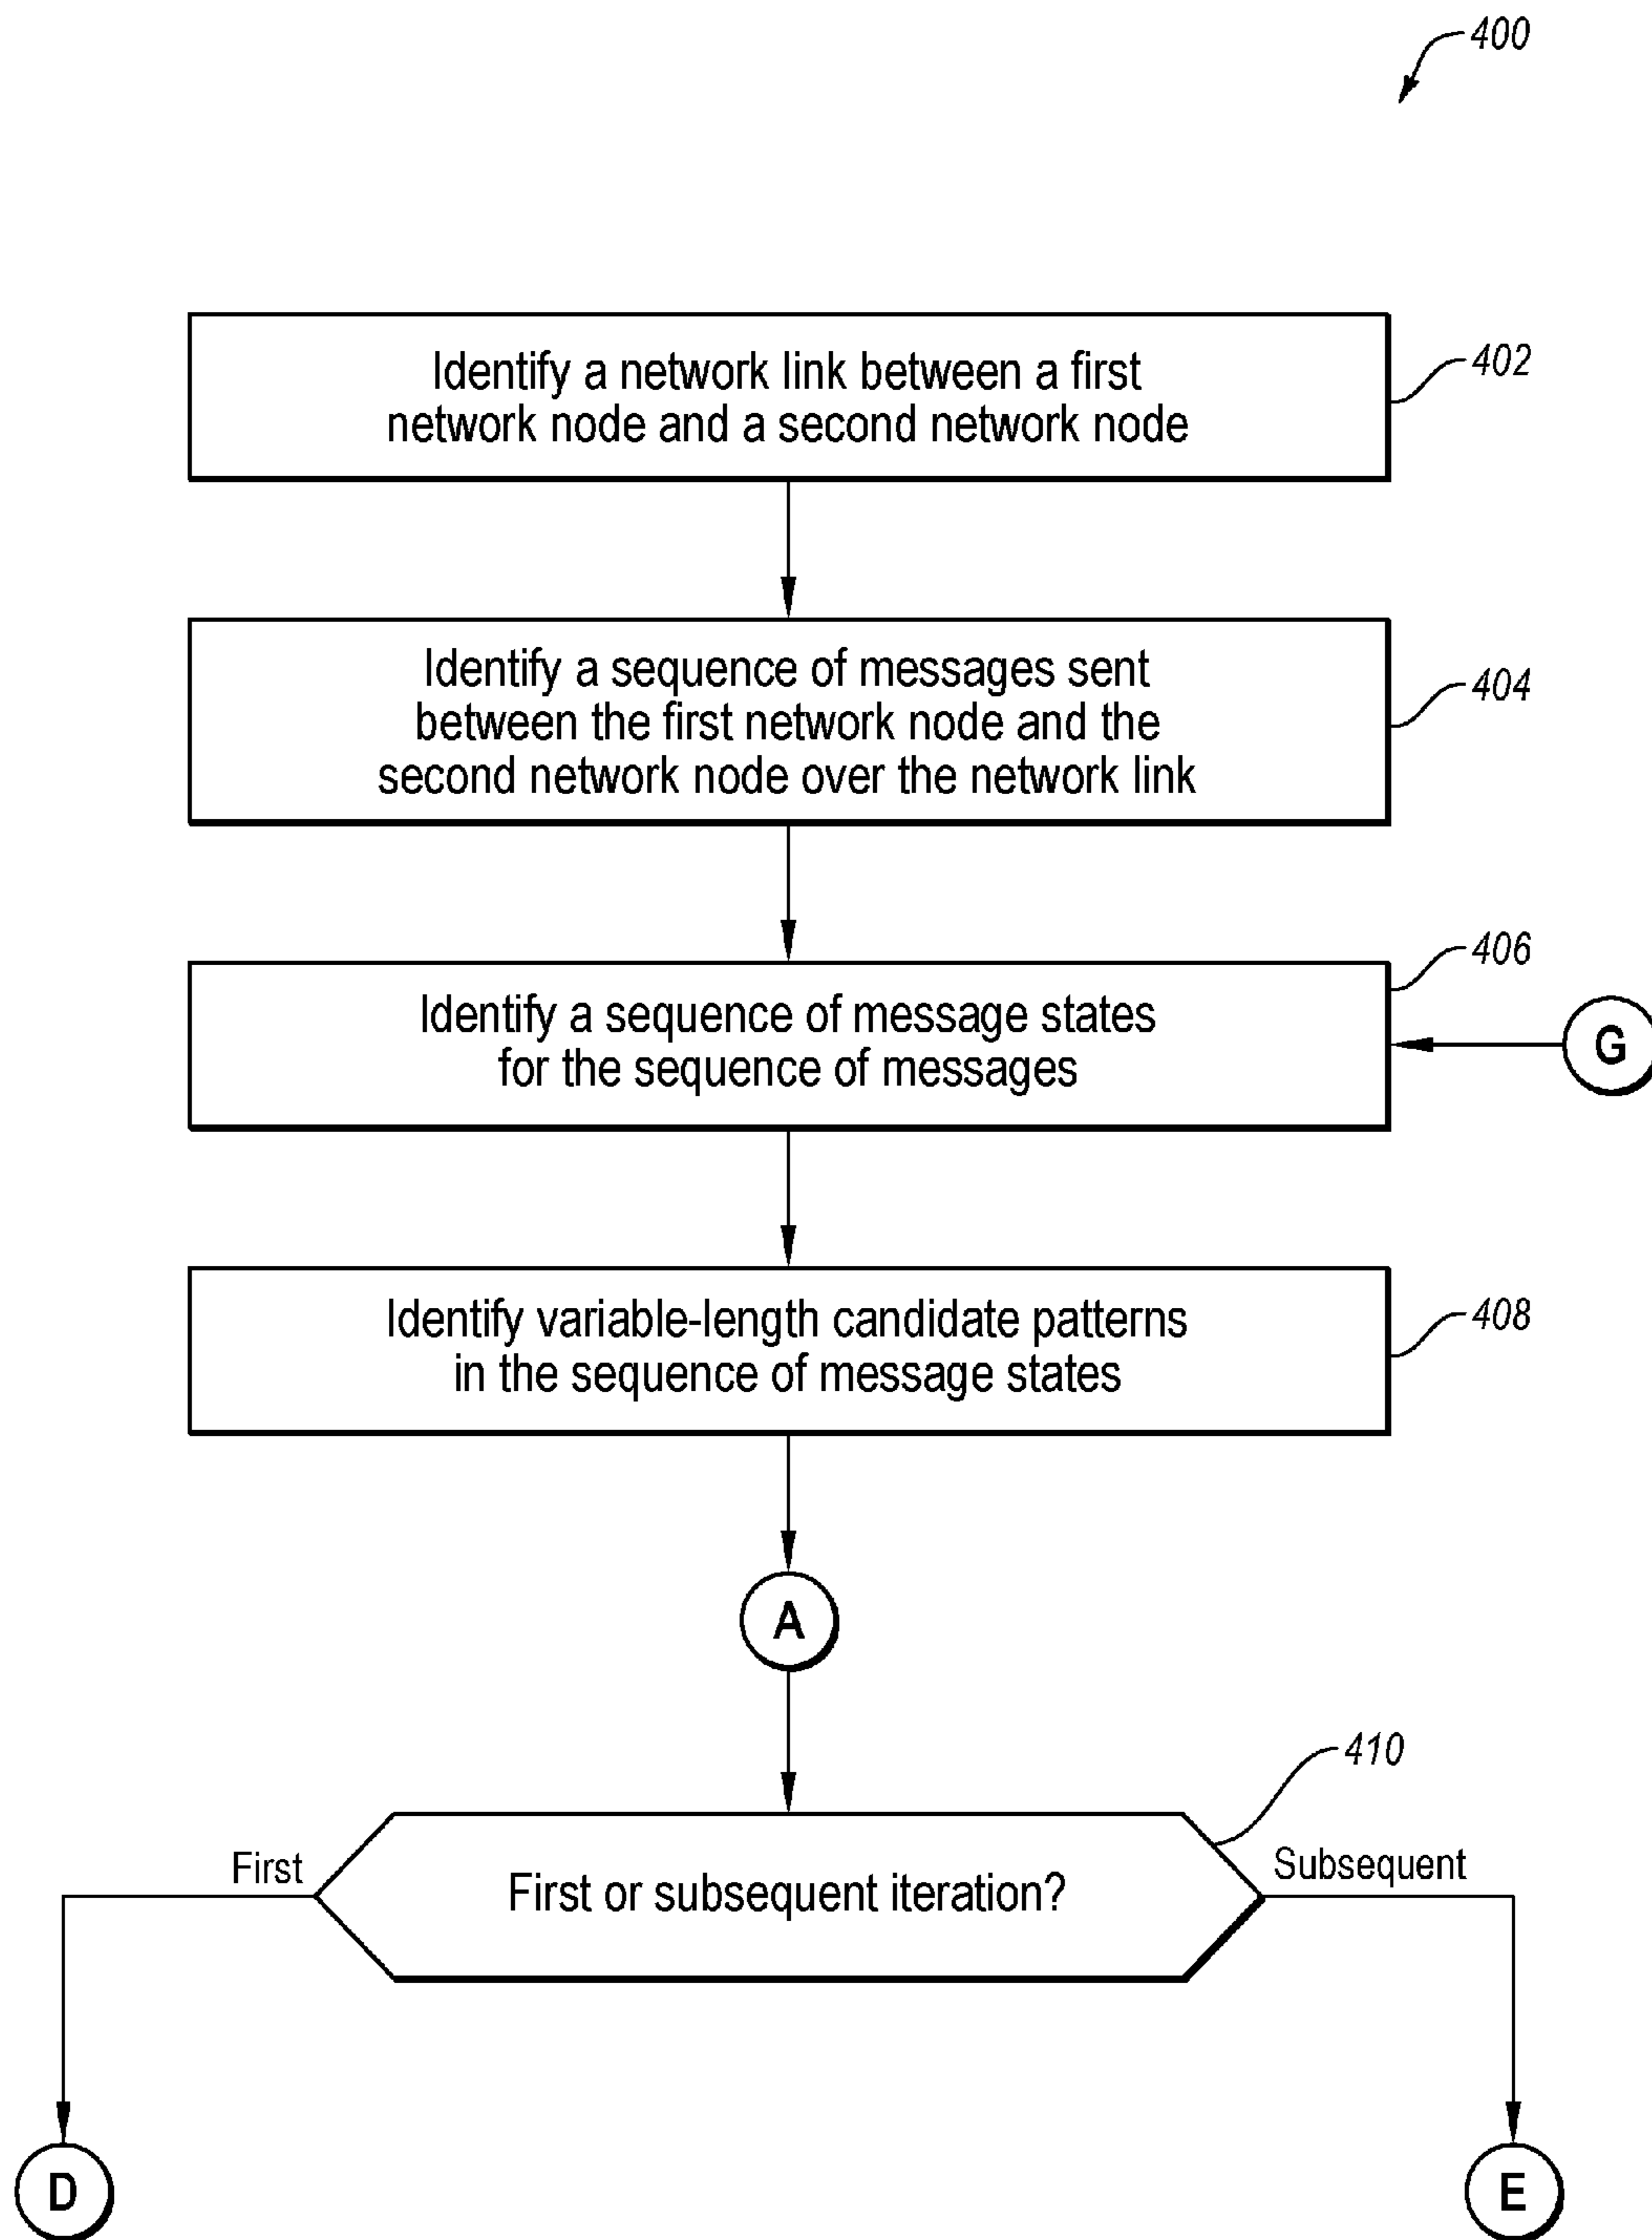 400
Identify a network link between a first
network node and a second network node
402
Identify a sequence of messages sent
between the first network node and the
second network node over the network link
404
Identify a sequence of message states
for the sequence of messages
406
G
Identify variable-length candidate patterns
in the sequence of message states
408
A
410
First
First or subsequent iteration?
Subsequent
D
E